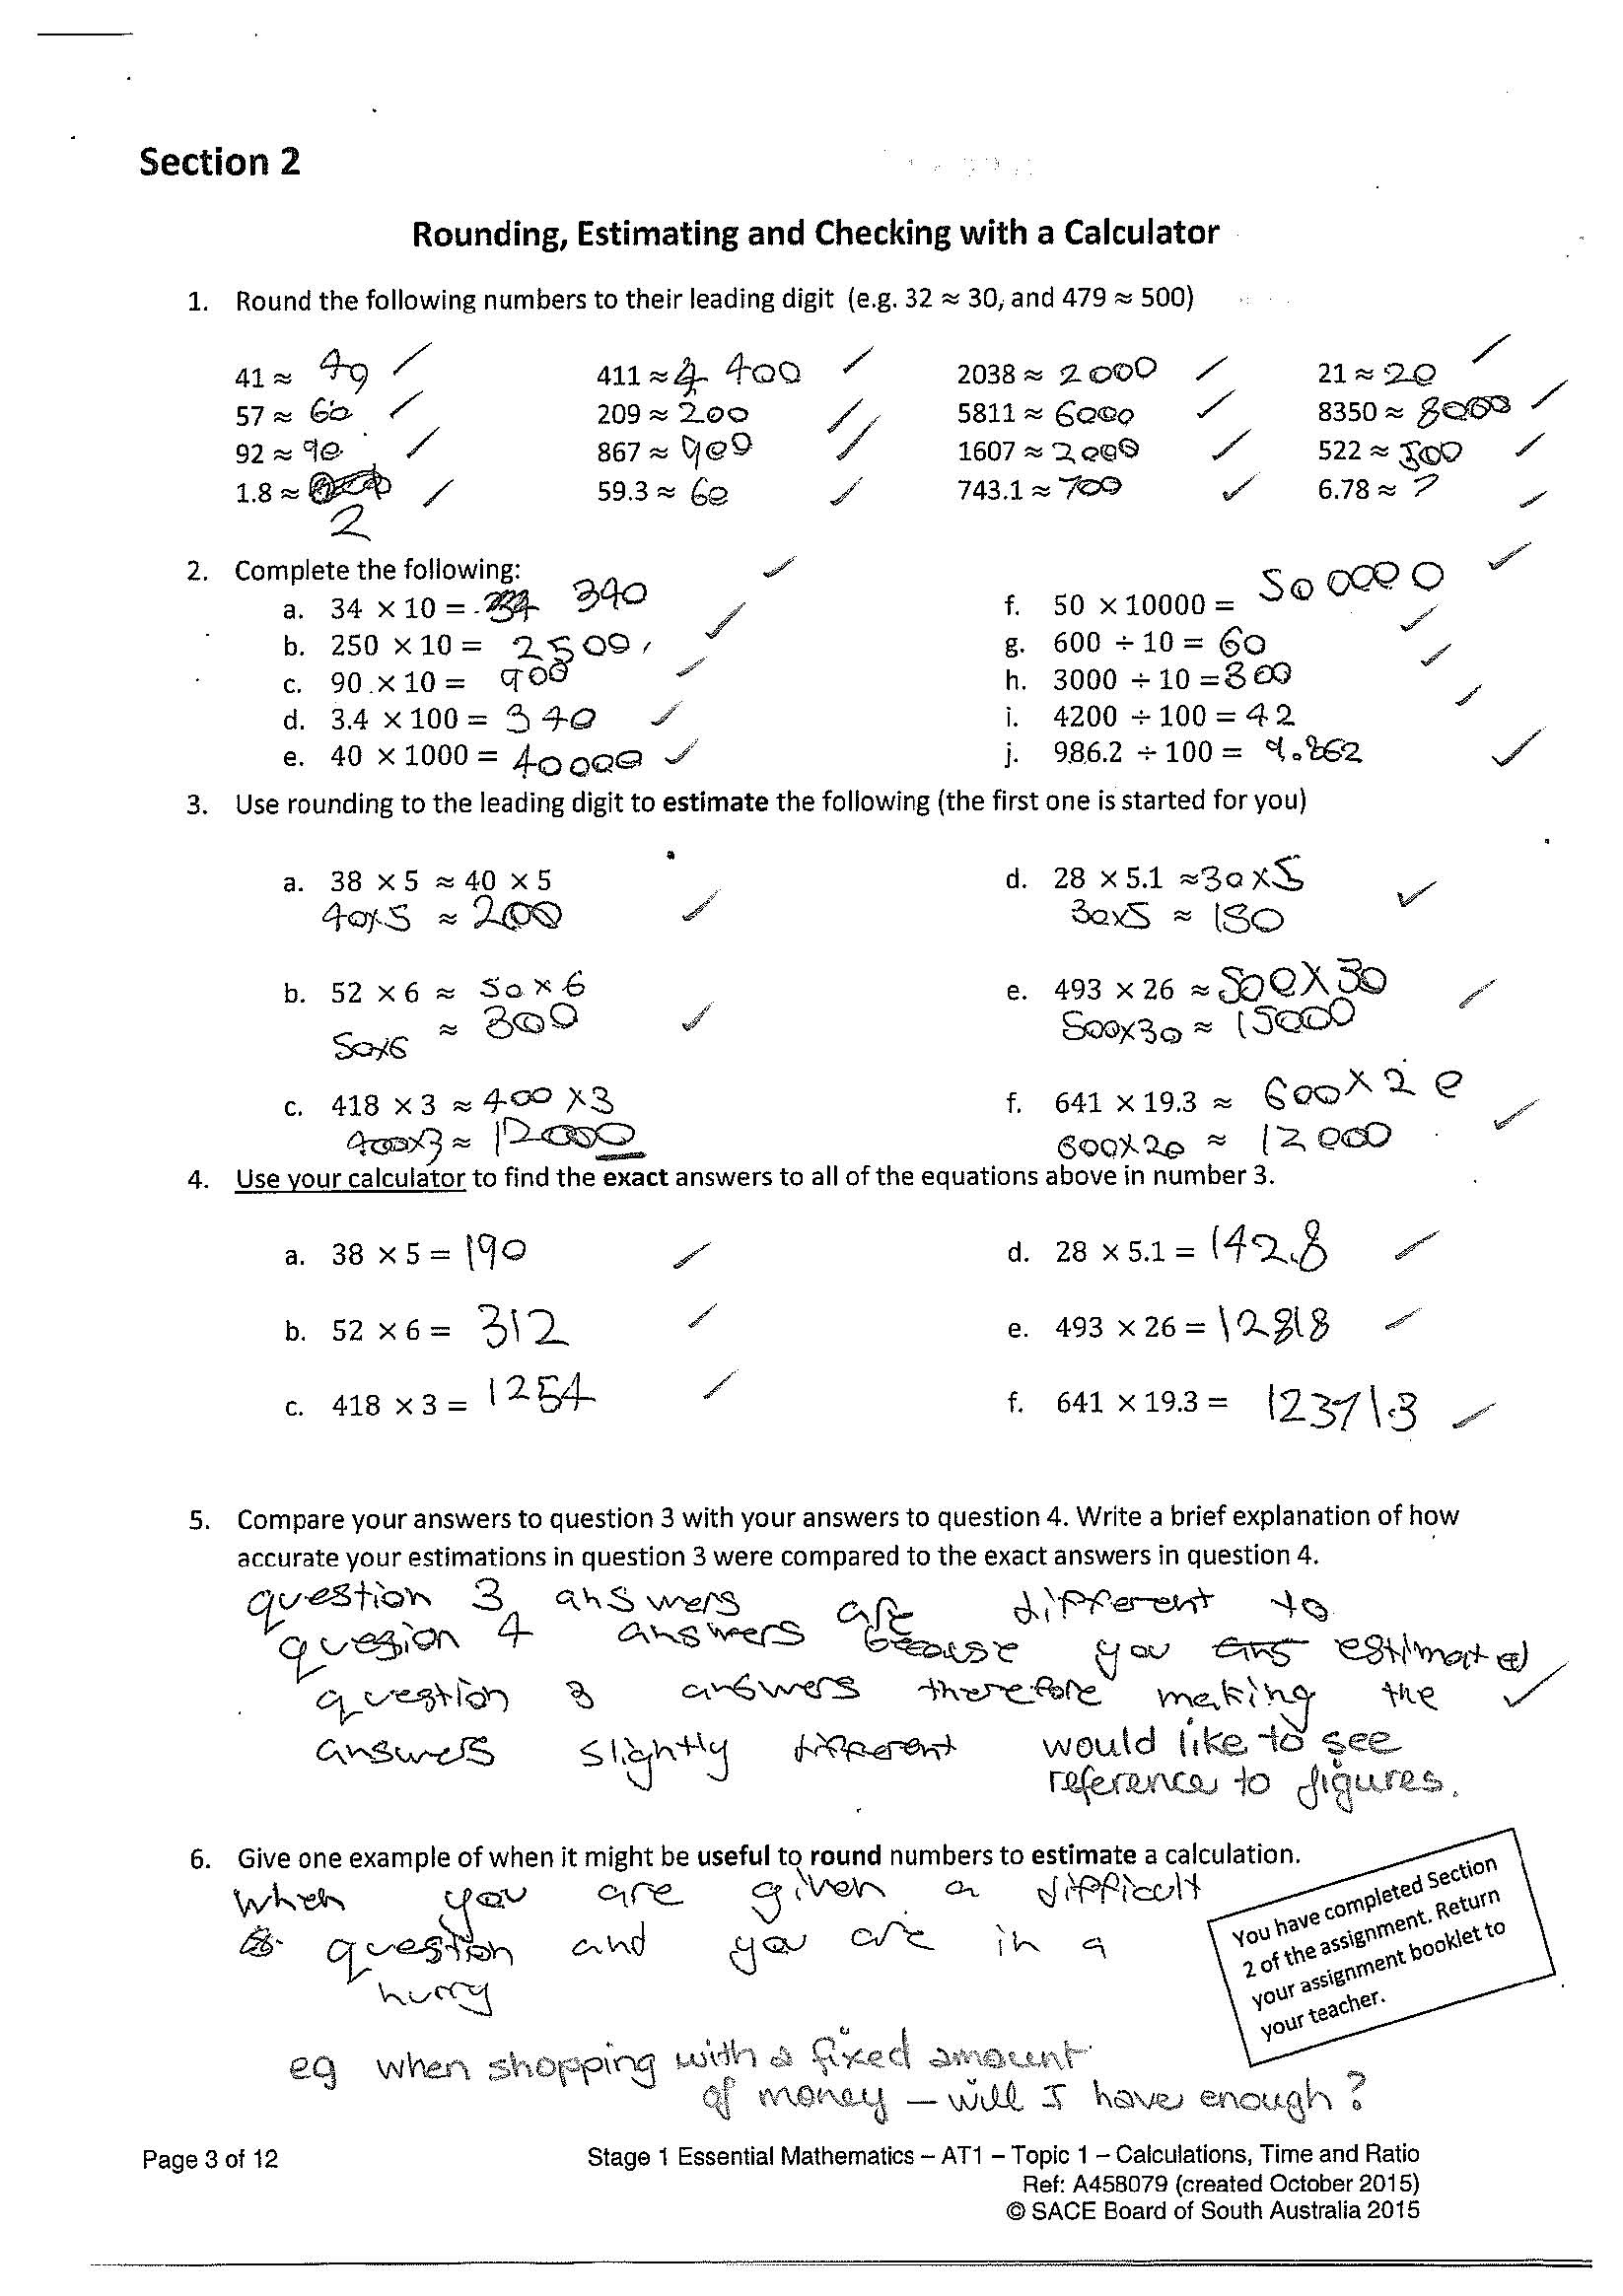 Section 2
Rounding, Estimating and Checking with a Calculator
1. Round the following numbers to their leading digit (e.g. 32 ≈ 30, and 479 ≈ 500)
41 ≈ 40 411 ≈ 400 2038 ≈ 2000 21 ≈ 20
57 ≈ 60 209 ≈ 200 5811 ≈ 6000 8350 ≈ 8000
92 ≈ 90 867 ≈ 900 1607 ≈ 2000 522 ≈ 500
1.8 ≈ 2 59.3 ≈ 60 743.1 ≈ 700 6.78 ≈ 7
2. Complete the following:
a. 34 × 10 = 340
b. 250 × 10 = 2500
c. 90 × 10 = 900
d. 3.4 × 100 = 340
e. 40 × 1000 = 40000
f. 50 × 10000 = 500000
g. 600 ÷ 10 = 60
h. 3000 ÷ 10 = 300
i. 4200 ÷ 100 = 42
j. 986.2 ÷ 100 = 9.862
3. Use rounding to the leading digit to estimate the following (the first one is started for you)
a. 38 × 5 ≈ 40 × 5
40×5 ≈ 200
b. 52 × 6 ≈ 50 × 6
50×6 ≈ 300
c. 418 × 3 ≈ 400 × 3
400×3 ≈ 12000
d. 28 × 5.1 ≈ 30×5
30×5 ≈ 150
e. 493 × 26 ≈ 500×30
500×30 ≈ 15000
f. 641 × 19.3 ≈ 600×20
600×20 ≈ 12000
4. Use your calculator to find the exact answers to all of the equations above in number 3.
a. 38 × 5 = 190
b. 52 × 6 = 312
c. 418 × 3 = 1254
d. 28 × 5.1 = 142.8
e. 493 × 26 = 12818
f. 641 × 19.3 = 12371.3
5. Compare your answers to question 3 with your answers to question 4. Write a brief explanation of how
accurate your estimations in question 3 were compared to the exact answers in question 4.
question 3 answers are different to
quesion 4 answers because you ans estimated
question 3 answers therefore making the
answers slightly different
would like to see
reference to figures.
6. Give one example of when it might be useful to round numbers to estimate a calculation.
When you are given a difficult
question and you are in a
hurry
You have completed Section
2 of the assignment. Return
your assignment booklet to
your teacher.
eg when shopping with a fixed amount
of money – will I have enough?
Page 3 of 12
Stage 1 Essential Mathematics – AT1 – Topic 1 – Calculations, Time and Ratio
Ref: A458079 (created October 2015)
© SACE Board of South Australia 2015